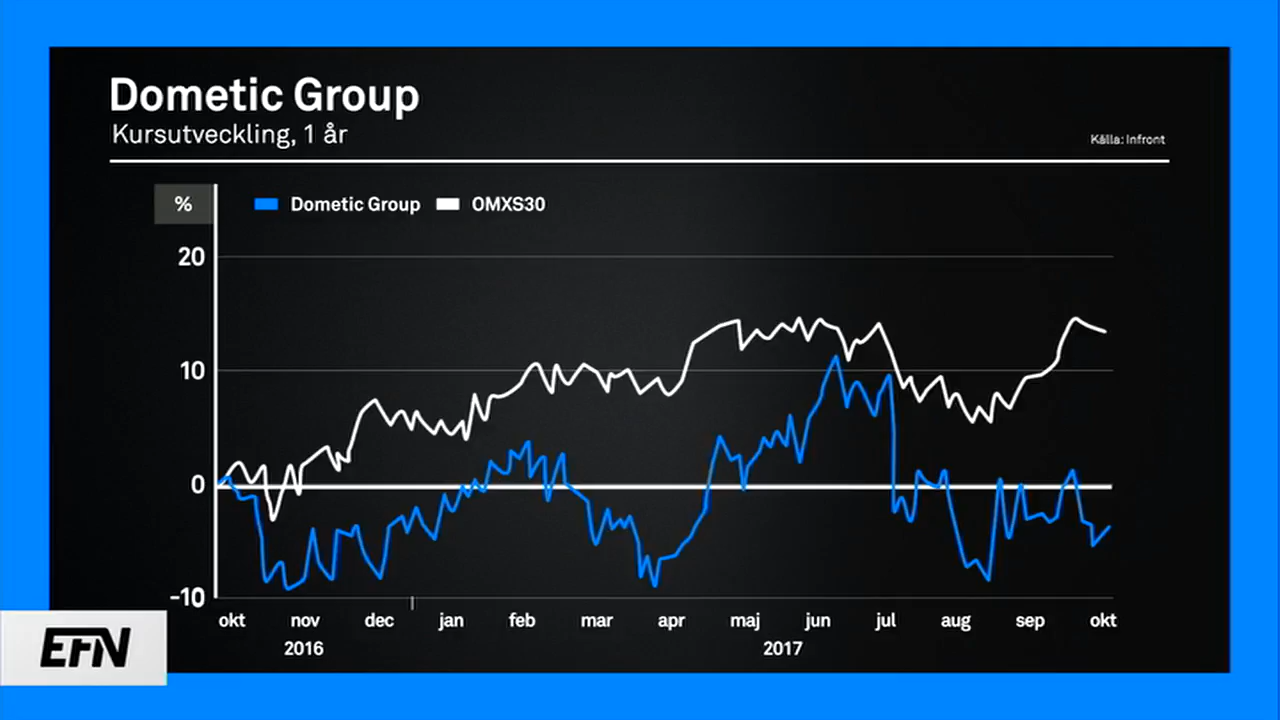 Dometic Group
Kursutveckling, 1 år
Källa: Infront
%
Dometic Group
OMXS30
20
10
0
-10
okt nov dec jan feb mar apr maj jun jul aug sep okt
2016 2017
EFN